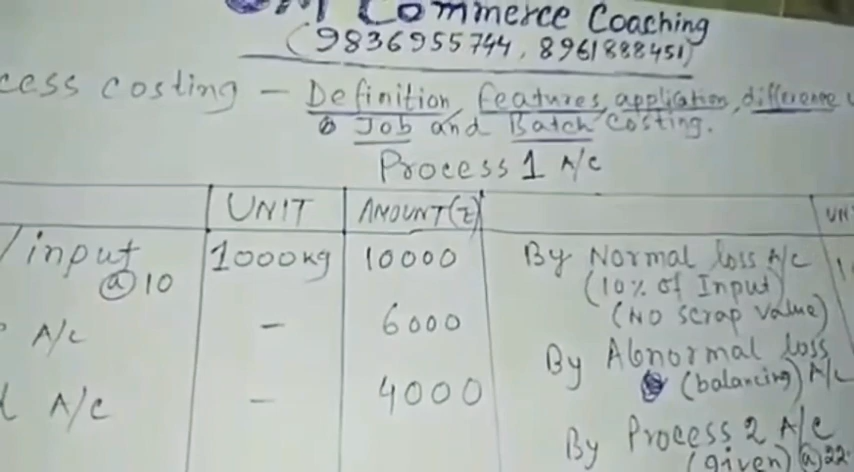 Commerce Coaching
(9836955744, 8961888451)
costing - Definition, features, application, difference
Job and Batch Costing.
Process 1 A/c
UNIT AMOUNT(₹)
input 1000kg 10000 By Normal loss A/c
@ 10 (10% of Input)
(No scrap value)
A/c - 6000
By Abnormal loss
(balancing) A/c
A/c - 4000
By Process 2 A/c
(given) @ 22